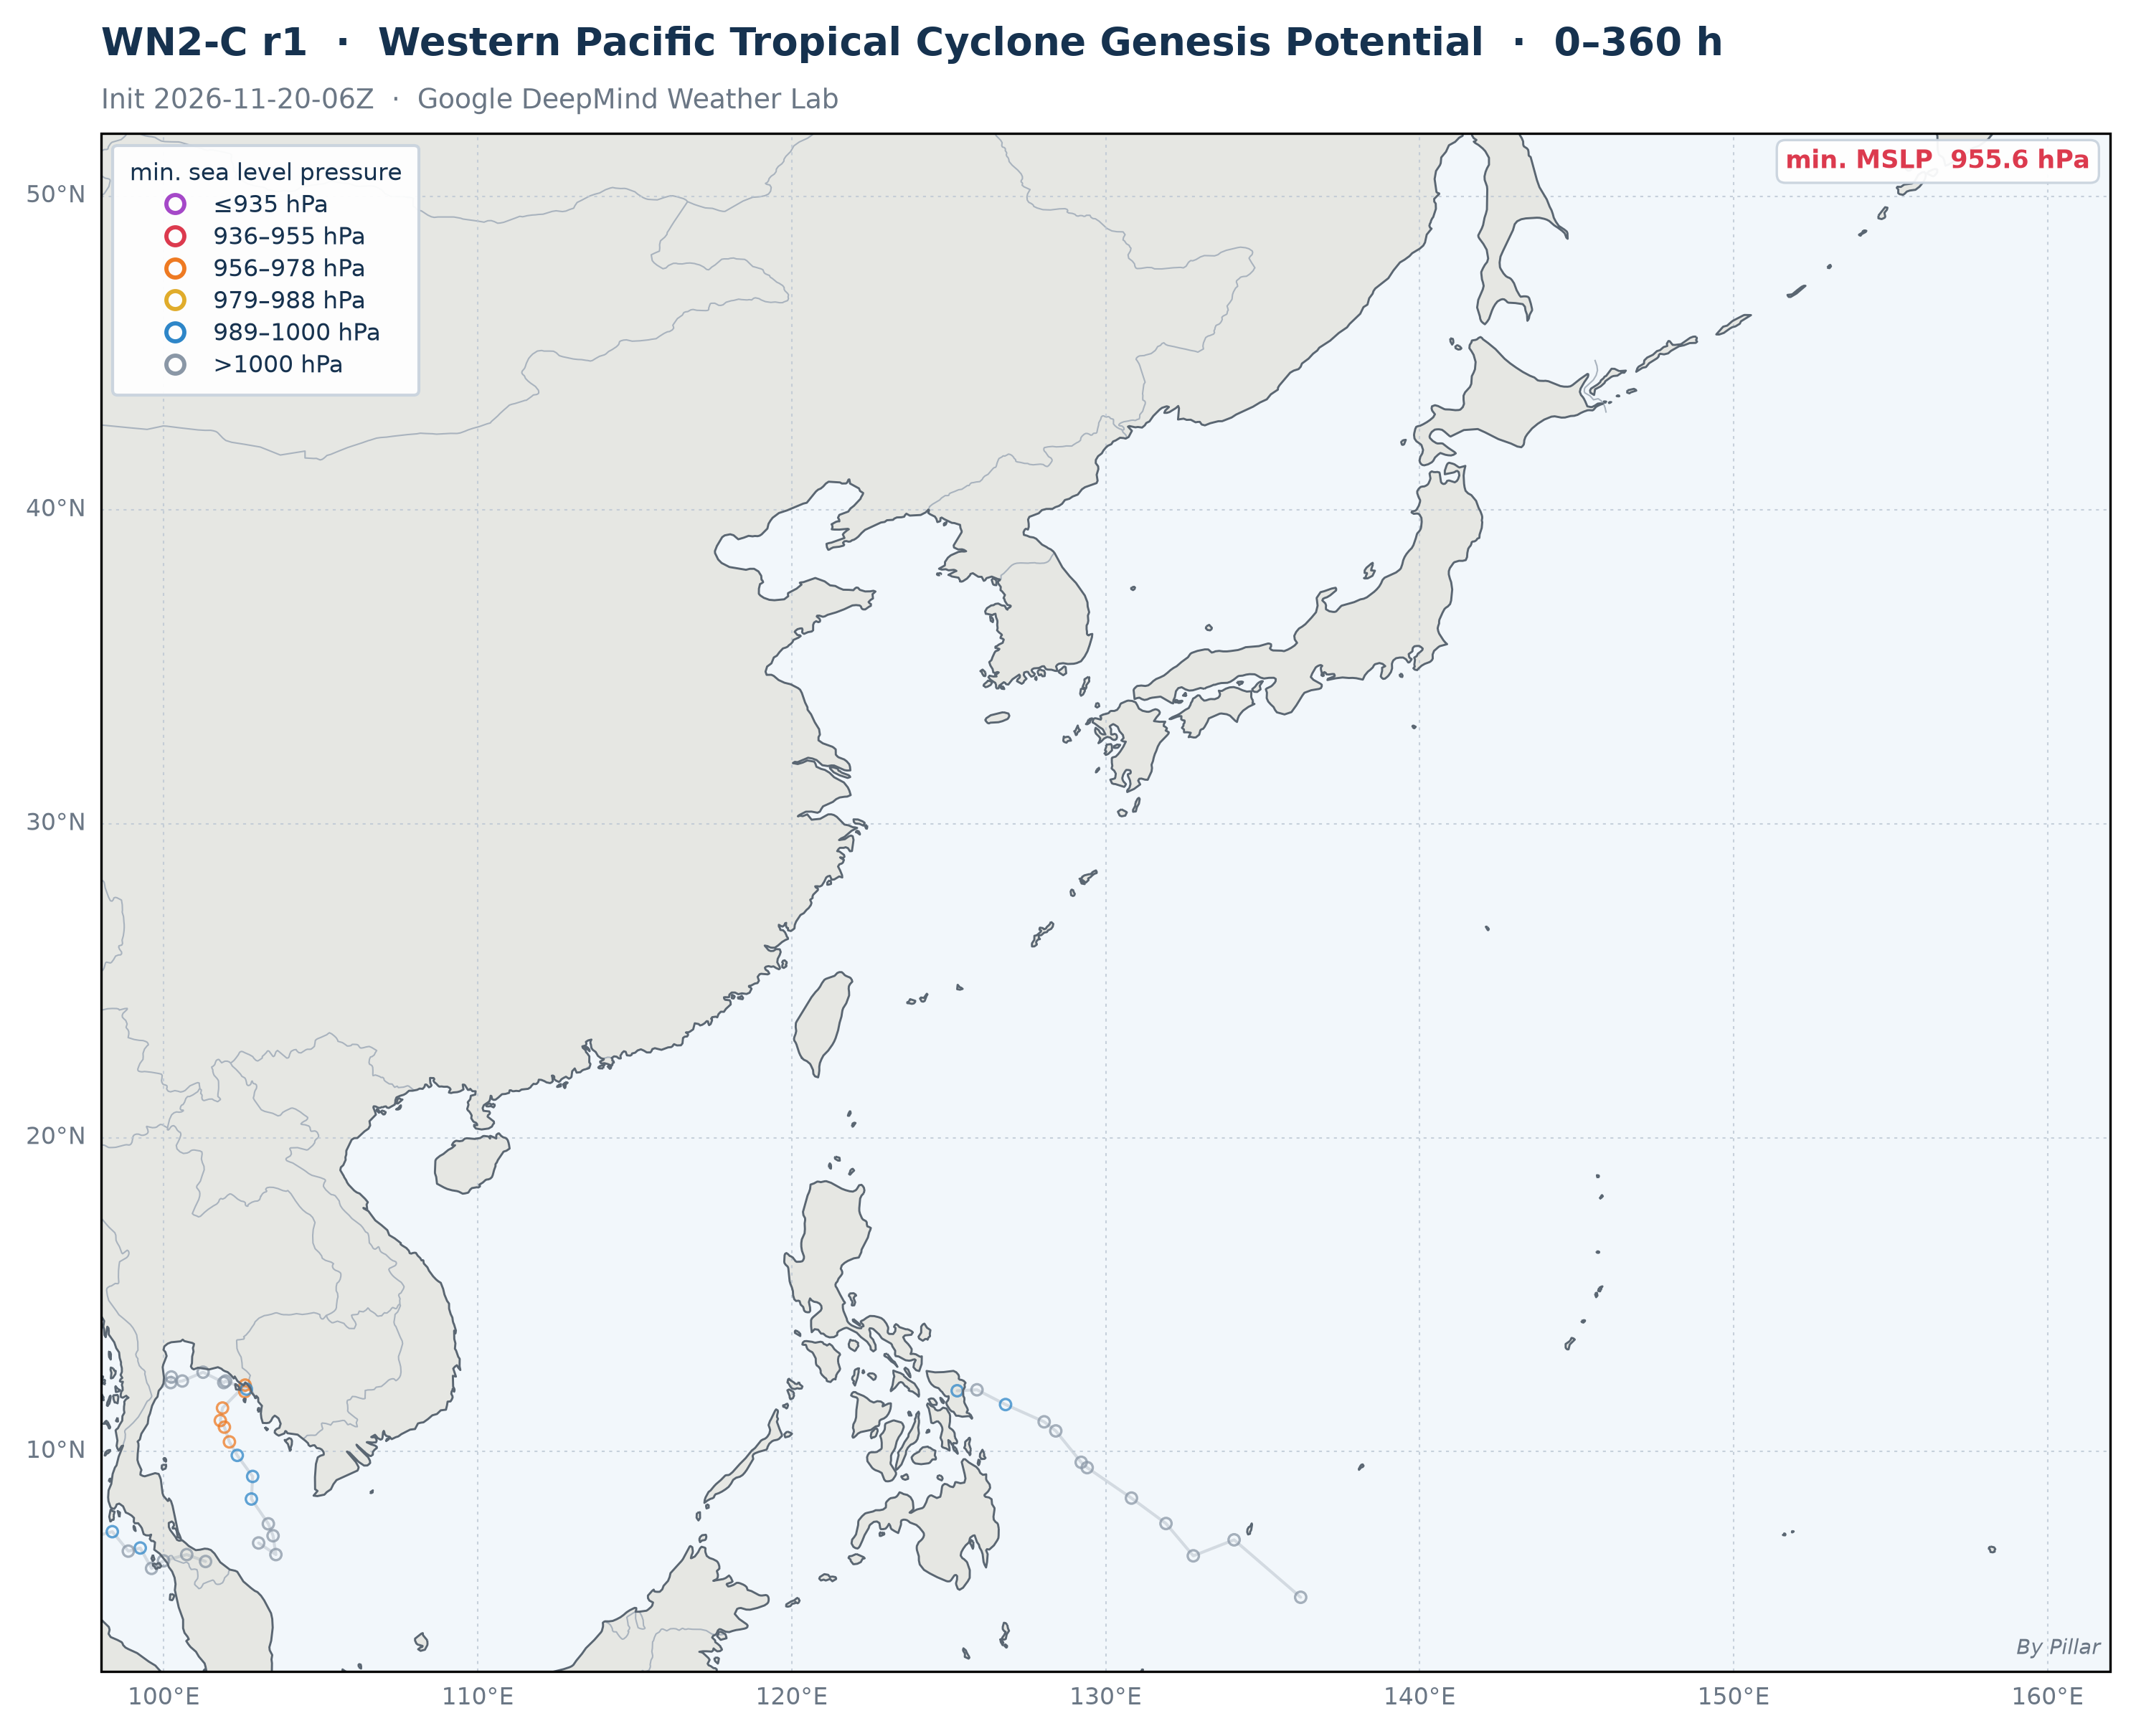 WN2-C r1 · Western Pacific Tropical Cyclone Genesis Potential · 0–360 h
Init 2026-11-20-06Z · Google DeepMind Weather Lab
min. sea level pressure
≤935 hPa
936–955 hPa
956–978 hPa
979–988 hPa
989–1000 hPa
>1000 hPa
min. MSLP 955.6 hPa
50°N
40°N
30°N
20°N
10°N
By Pillar
100°E 110°E 120°E 130°E 140°E 150°E 160°E